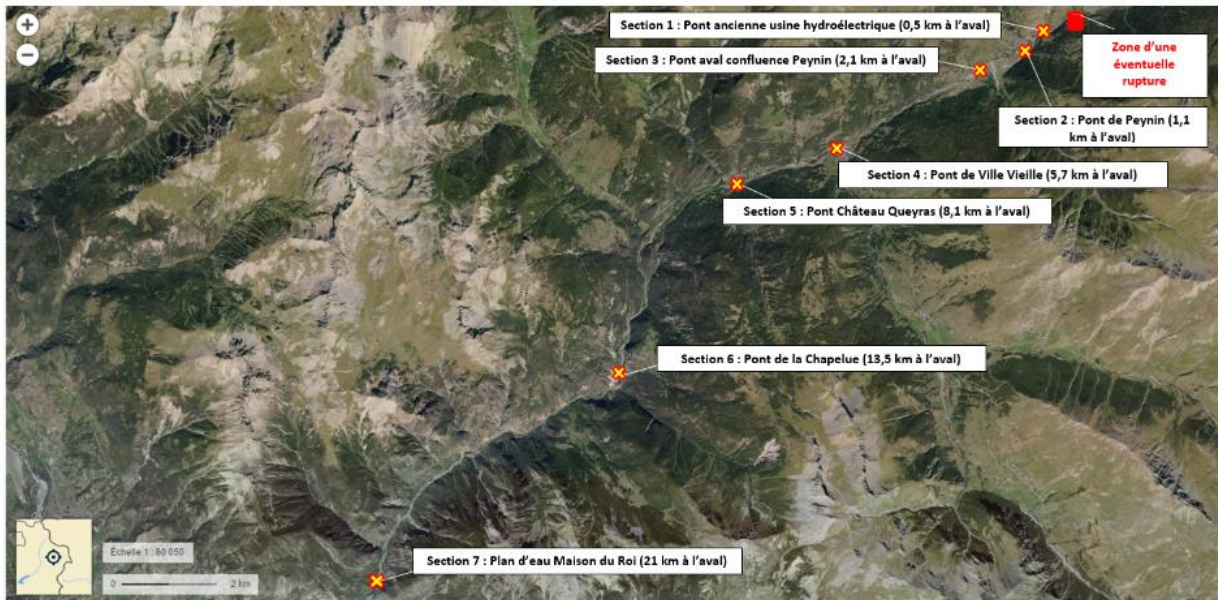 Section 1 : Pont ancienne usine hydroélectrique (0,5 km à l'aval)
Zone d'une
éventuelle
rupture
Section 3 : Pont aval confluence Peynin (2,1 km à l'aval)
Section 2 : Pont de Peynin (1,1
km à l'aval)
Section 4 : Pont de Ville Vieille (5,7 km à l'aval)
Section 5 : Pont Château Queyras (8,1 km à l'aval)
Section 6 : Pont de la Chapelue (13,5 km à l'aval)
Section 7 : Plan d'eau Maison du Roi (21 km à l'aval)
Échelle 1 : 80 050
0 2 km